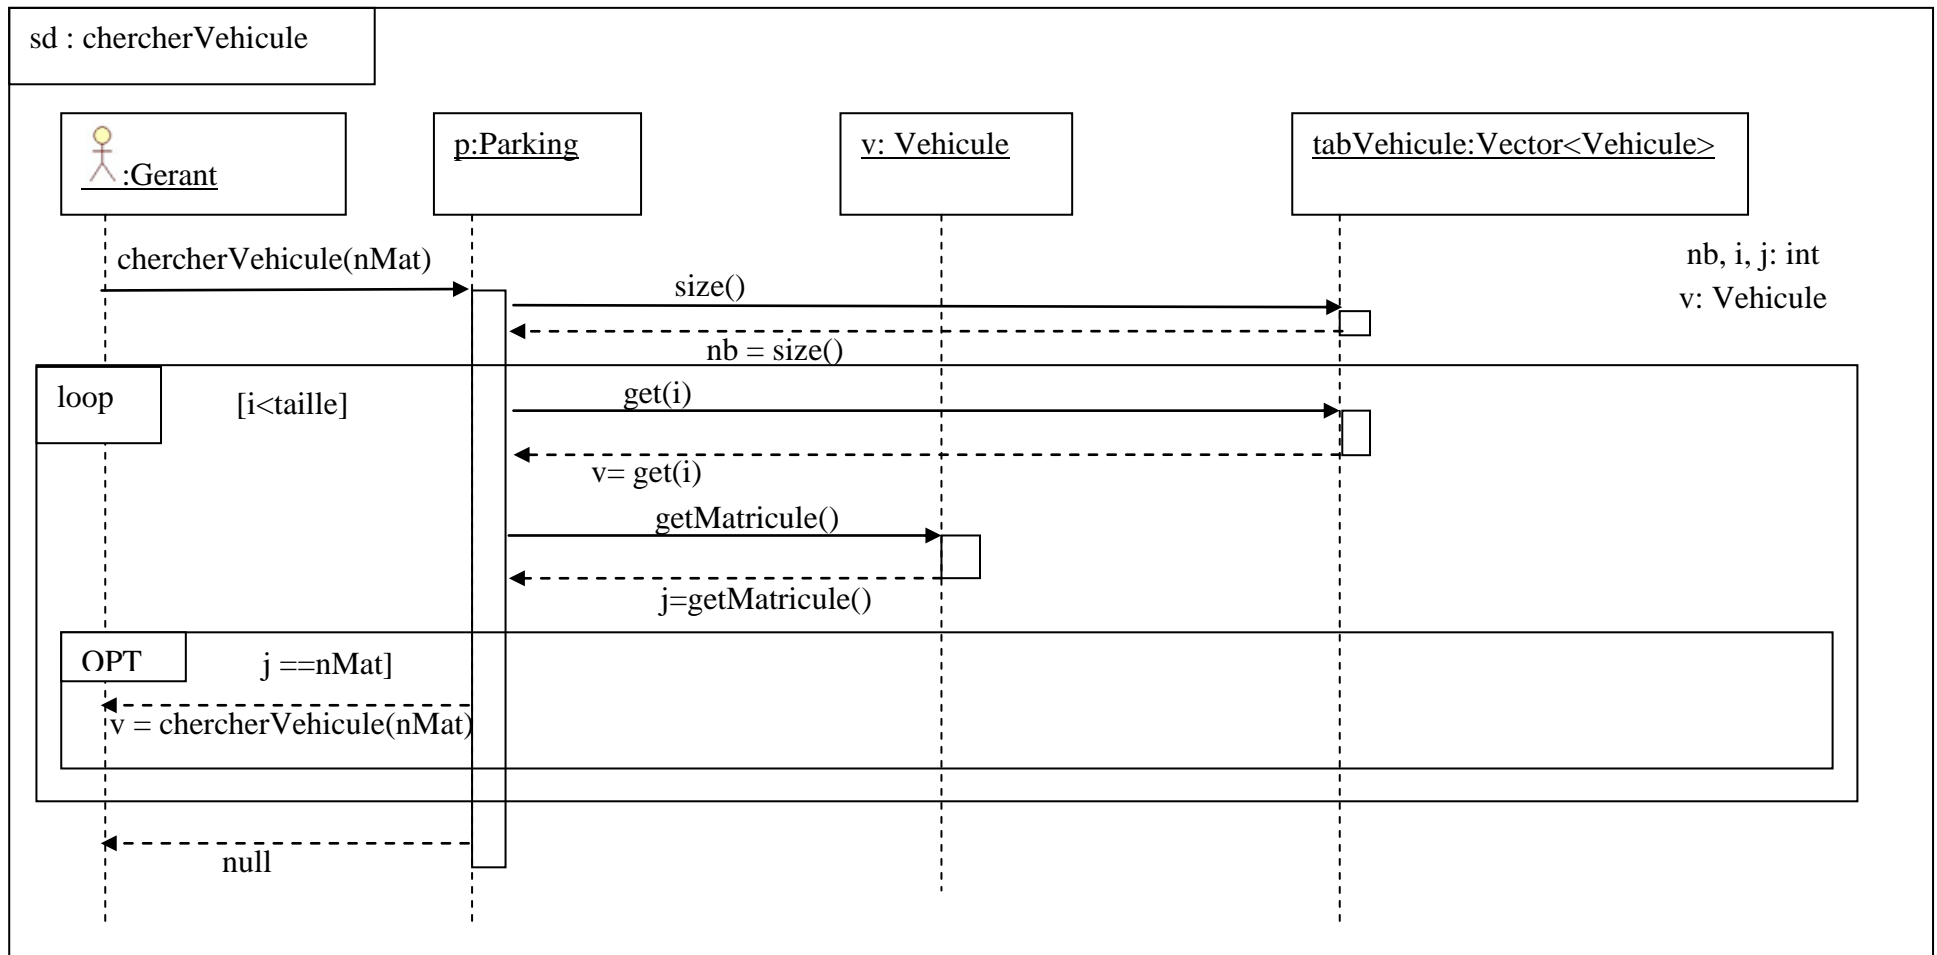 sd : chercherVehicule
:Gerant
p:Parking
v: Vehicule
tabVehicule:Vector<Vehicule>
chercherVehicule(nMat)
size()
nb, i, j: int
v: Vehicule
nb = size()
loop
[i<taille]
get(i)
v= get(i)
getMatricule()
j=getMatricule()
OPT
j ==nMat]
v = chercherVehicule(nMat)
null